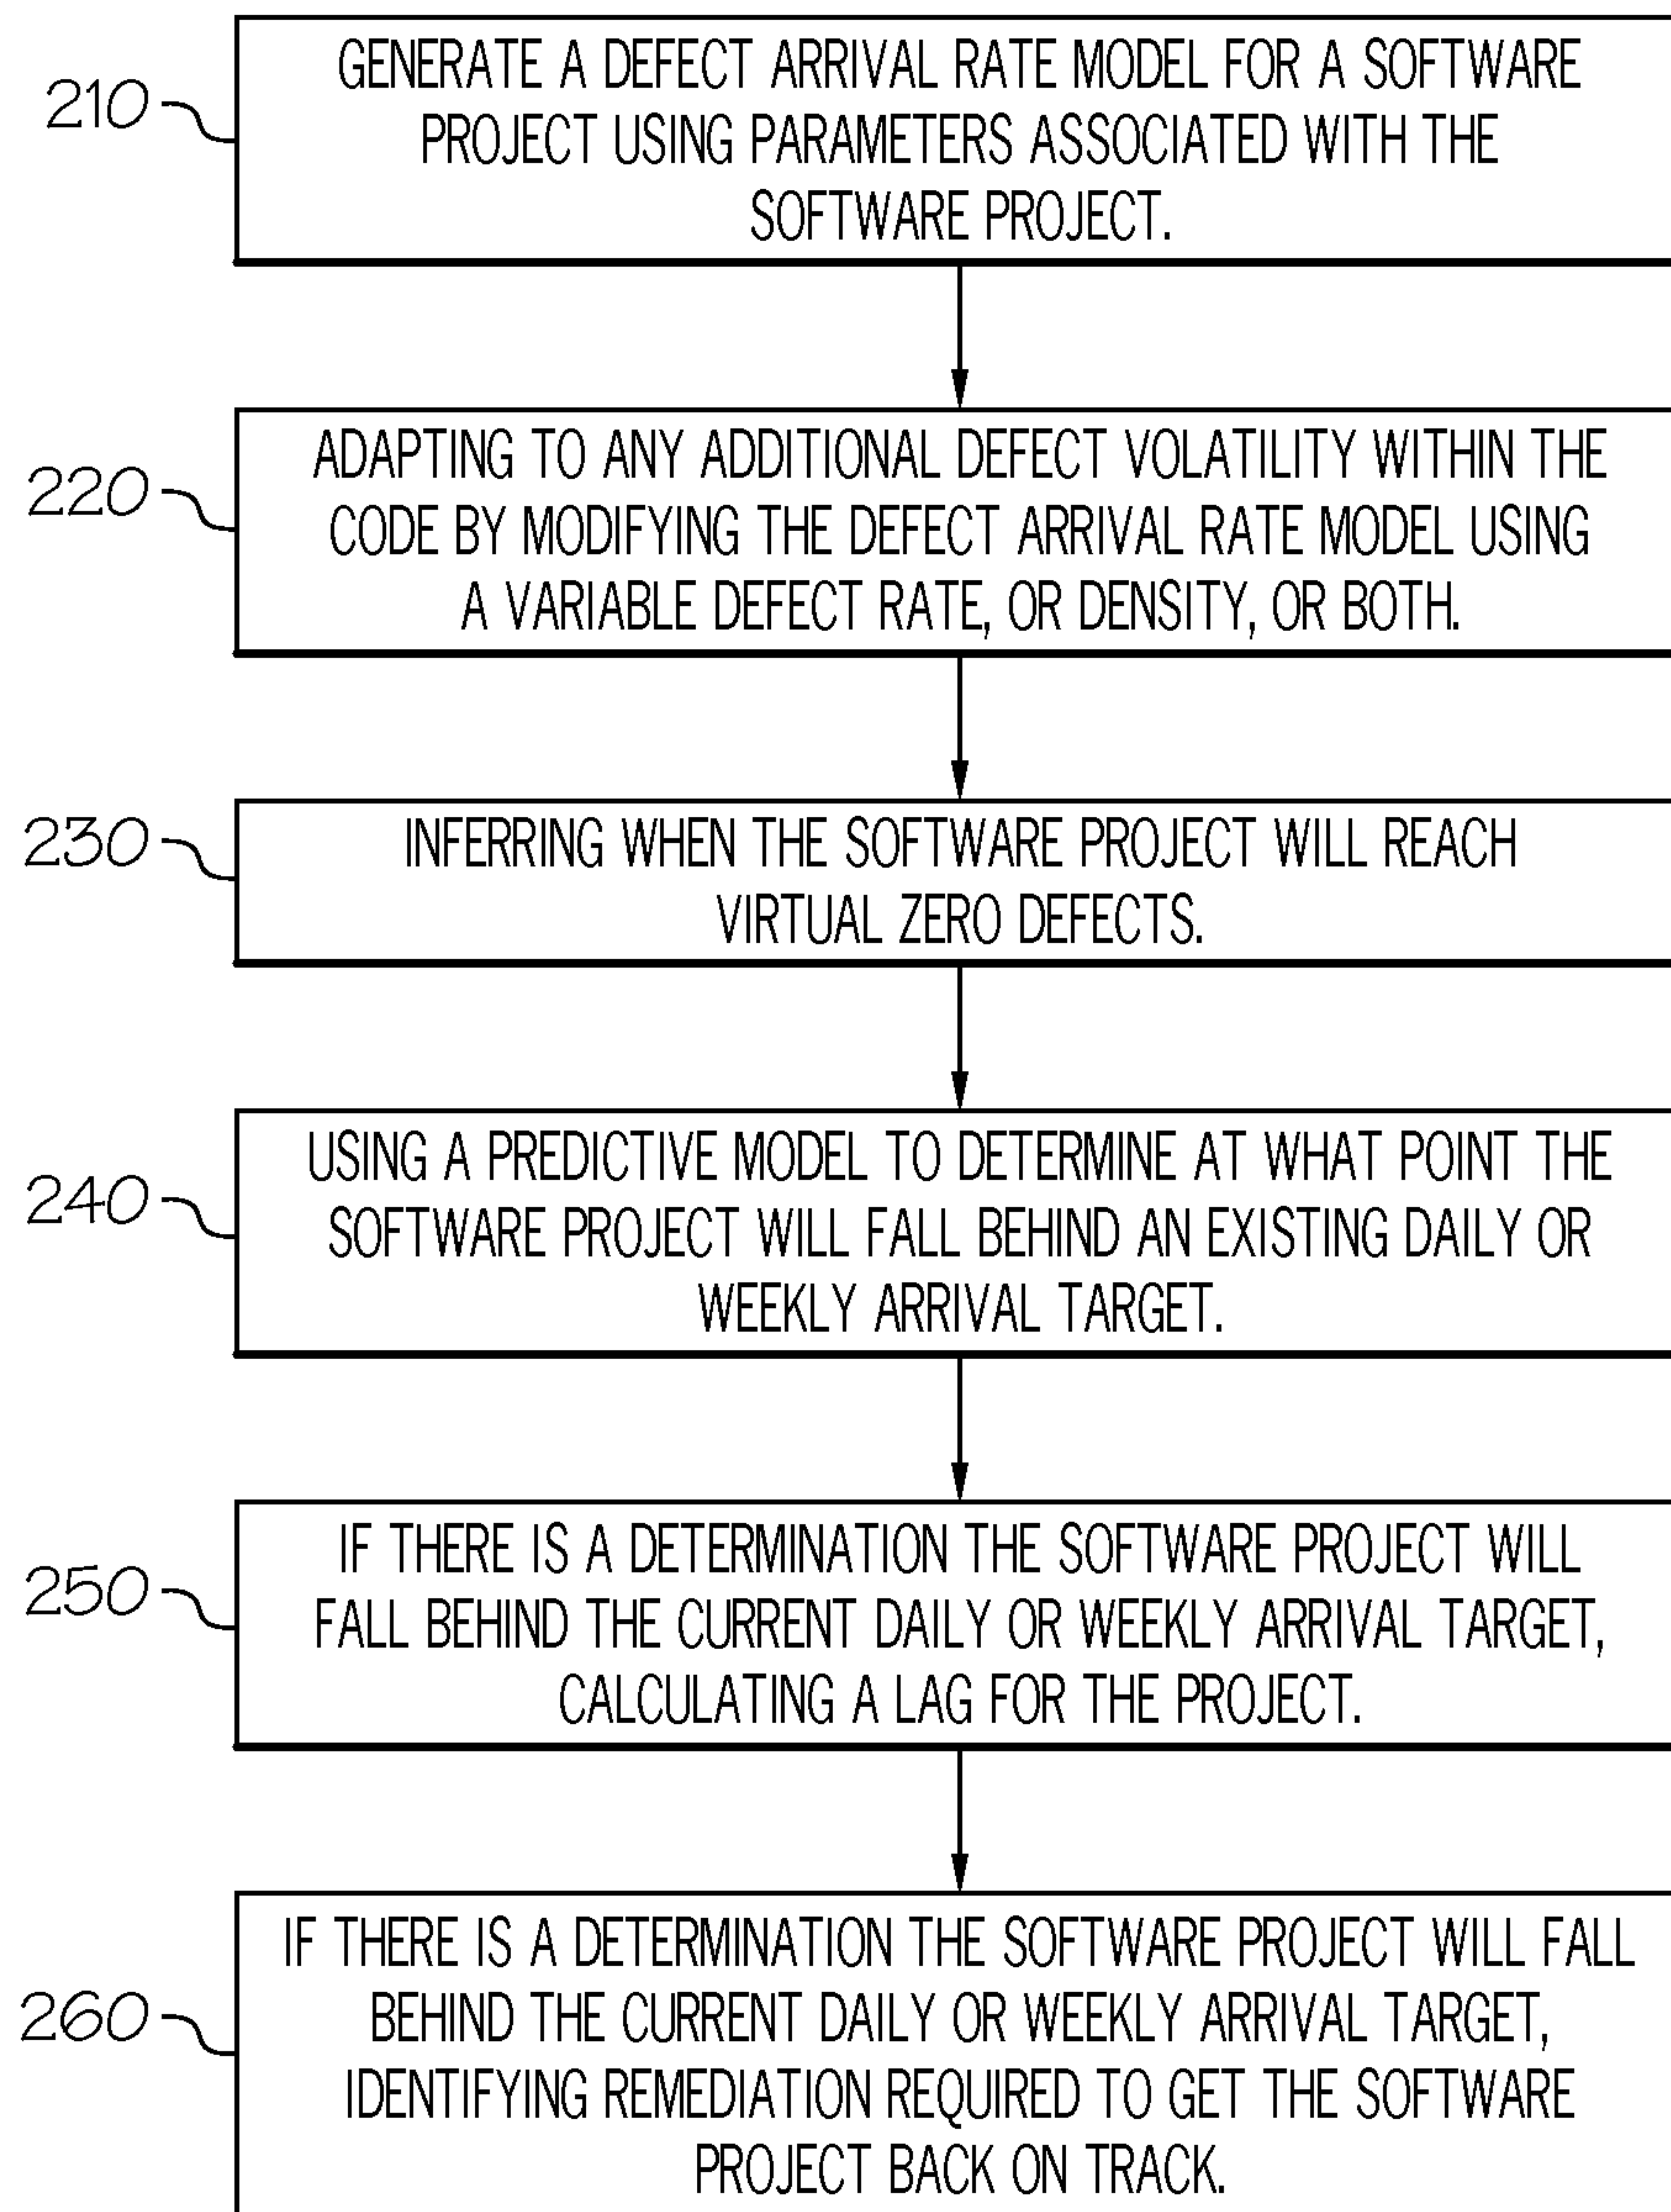 210
GENERATE A DEFECT ARRIVAL RATE MODEL FOR A SOFTWARE
PROJECT USING PARAMETERS ASSOCIATED WITH THE
SOFTWARE PROJECT.
220
ADAPTING TO ANY ADDITIONAL DEFECT VOLATILITY WITHIN THE
CODE BY MODIFYING THE DEFECT ARRIVAL RATE MODEL USING
A VARIABLE DEFECT RATE, OR DENSITY, OR BOTH.
230
INFERRING WHEN THE SOFTWARE PROJECT WILL REACH
VIRTUAL ZERO DEFECTS.
240
USING A PREDICTIVE MODEL TO DETERMINE AT WHAT POINT THE
SOFTWARE PROJECT WILL FALL BEHIND AN EXISTING DAILY OR
WEEKLY ARRIVAL TARGET.
250
IF THERE IS A DETERMINATION THE SOFTWARE PROJECT WILL
FALL BEHIND THE CURRENT DAILY OR WEEKLY ARRIVAL TARGET,
CALCULATING A LAG FOR THE PROJECT.
260
IF THERE IS A DETERMINATION THE SOFTWARE PROJECT WILL FALL
BEHIND THE CURRENT DAILY OR WEEKLY ARRIVAL TARGET,
IDENTIFYING REMEDIATION REQUIRED TO GET THE SOFTWARE
PROJECT BACK ON TRACK.